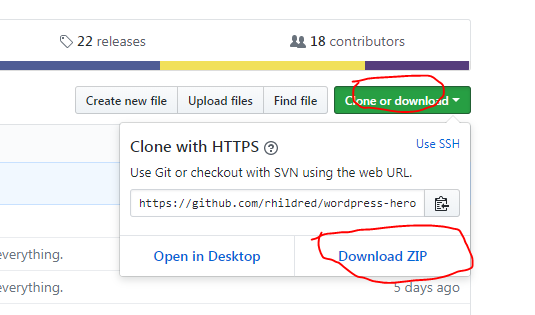 22 releases
18 contributors
Create new file
Upload files
Find file
Clone or download
Clone with HTTPS ?
Use SSH
Use Git or checkout with SVN using the web URL.
https://github.com/rhildred/wordpress-hero
Open in Desktop
Download ZIP
everything.
everything.
5 days ago